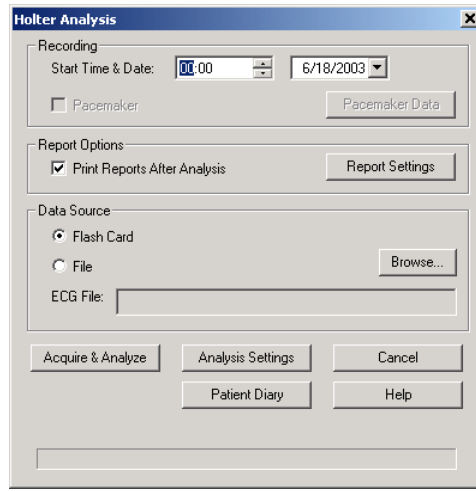 Holter Analysis
Recording
Start Time & Date: 00:00 6/18/2003
Pacemaker Pacemaker Data
Report Options
Print Reports After Analysis Report Settings
Data Source
Flash Card
File Browse...
ECG File:
Acquire & Analyze Analysis Settings Cancel
Patient Diary Help